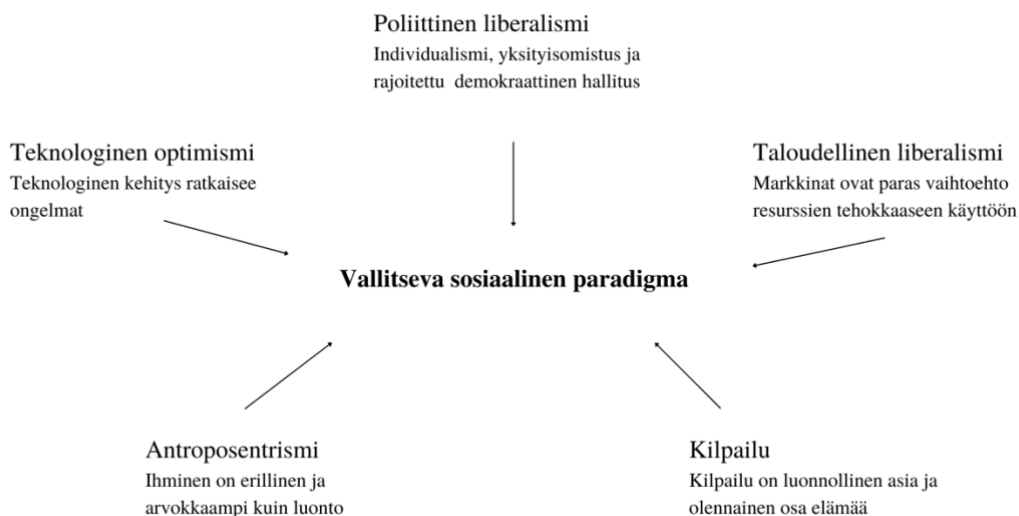 Poliittinen liberalismi
Individualismi, yksityisomistus ja
rajoitettu demokraattinen hallitus
Teknologinen optimismi
Teknologinen kehitys ratkaisee
ongelmat
Taloudellinen liberalismi
Markkinat ovat paras vaihtoehto
resurssien tehokkaaseen käyttöön
Vallitseva sosiaalinen paradigma
Antroposentrismi
Ihminen on erillinen ja
arvokkaampi kuin luonto
Kilpailu
Kilpailu on luonnollinen asia ja
olennainen osa elämää